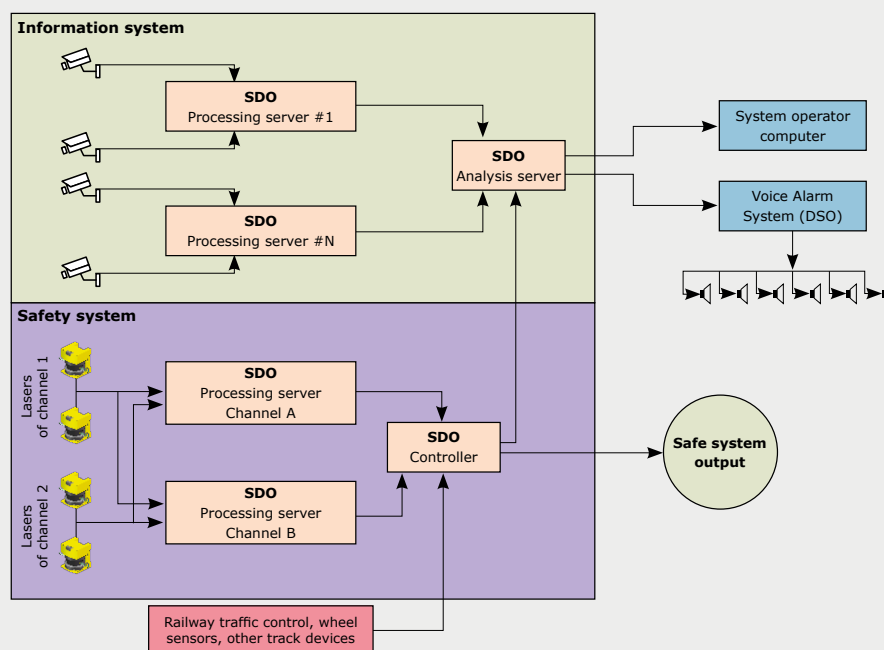 Information system
SDO
Processing server #1
SDO
Analysis server
SDO
Processing server #N
System operator
computer
Voice Alarm
System (DSO)
Safety system
Lasers
of channel 1
SDO
Processing server
Channel A
SDO
Controller
Safe system
output
Lasers
of channel 2
SDO
Processing server
Channel B
Railway traffic control, wheel
sensors, other track devices